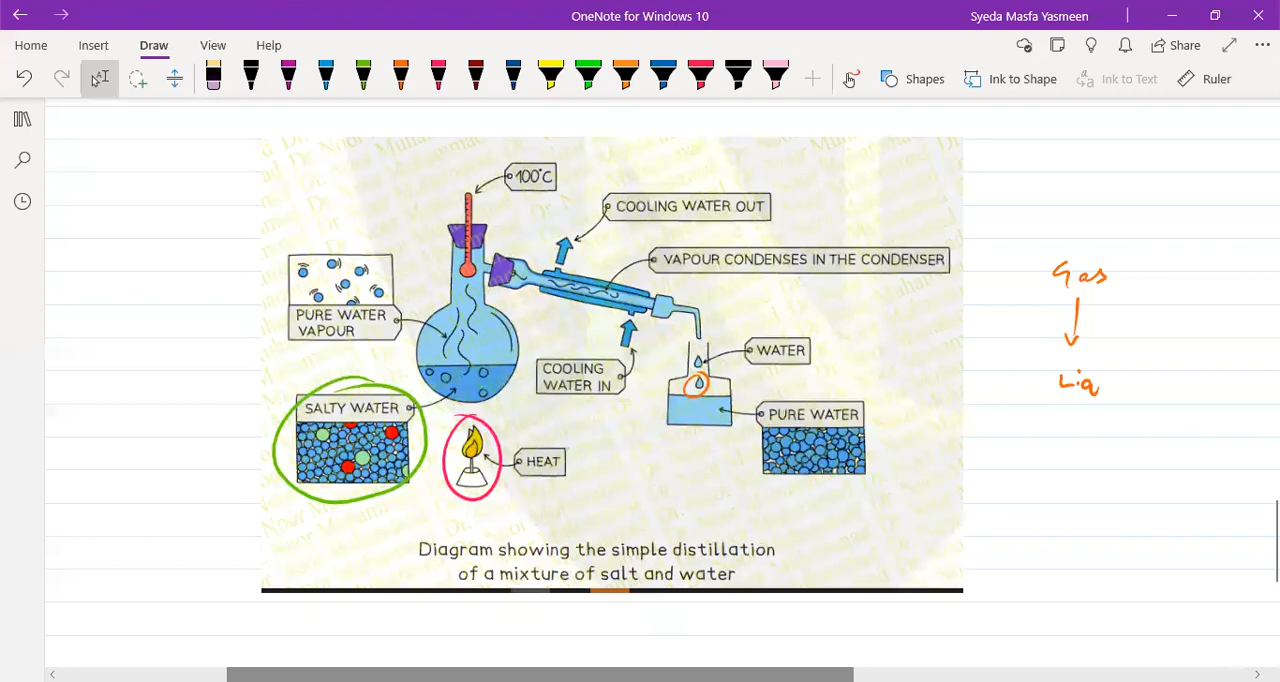 OneNote for Windows 10
Syeda Masfa Yasmeen
Home Insert Draw View Help
Share
Shapes Ink to Shape Ink to Text Ruler
100°C
COOLING WATER OUT
VAPOUR CONDENSES IN THE CONDENSER
PURE WATER
VAPOUR
COOLING
WATER IN
WATER
SALTY WATER
PURE WATER
HEAT
Gas
Liq
Diagram showing the simple distillation
of a mixture of salt and water